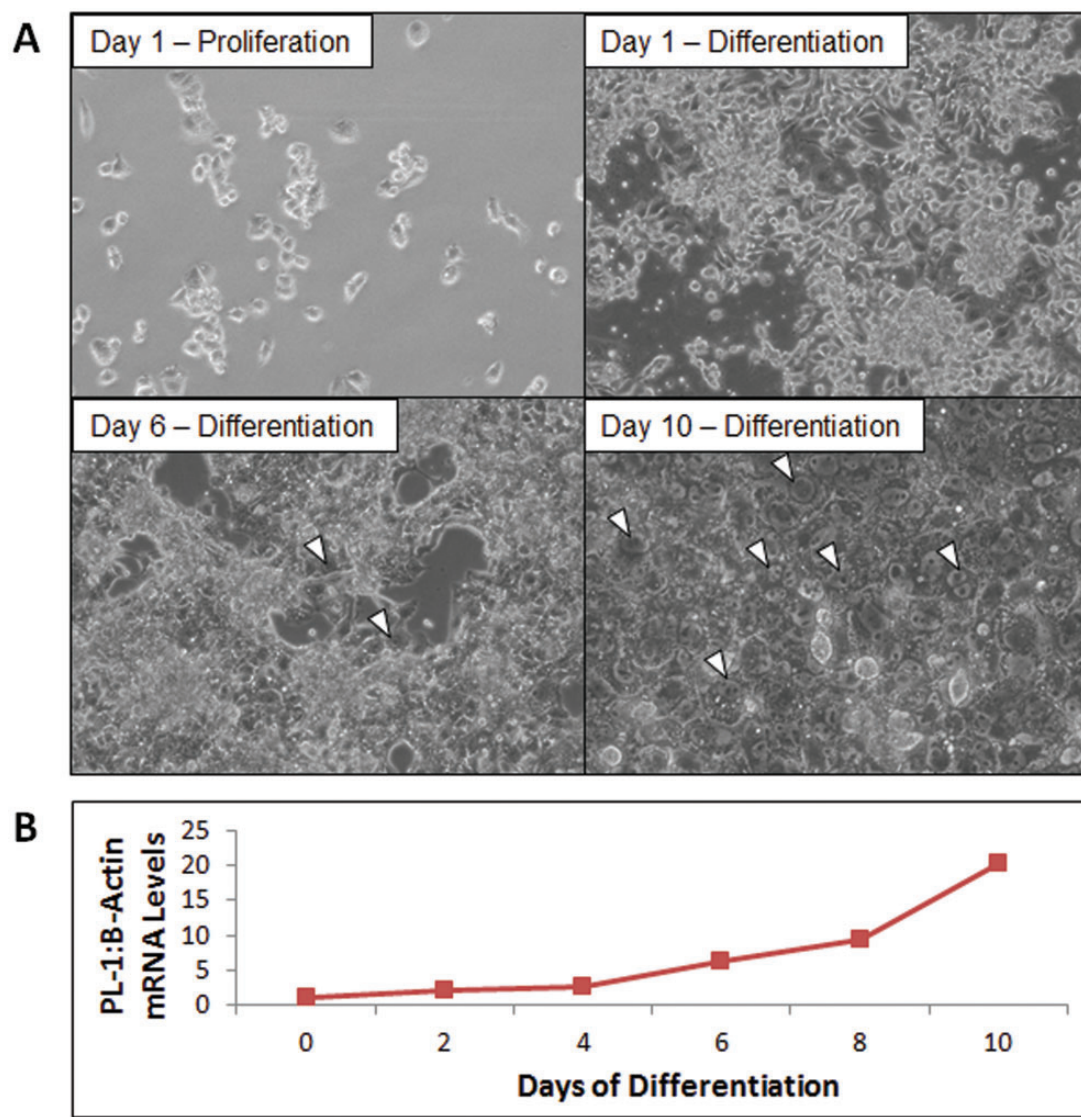 A
Day 1 – Proliferation
Day 1 – Differentiation
Day 6 – Differentiation
Day 10 – Differentiation
B
PL-1:B-Actin
mRNA Levels
25
20
15
10
5
0
0 2 4 6 8 10
Days of Differentiation